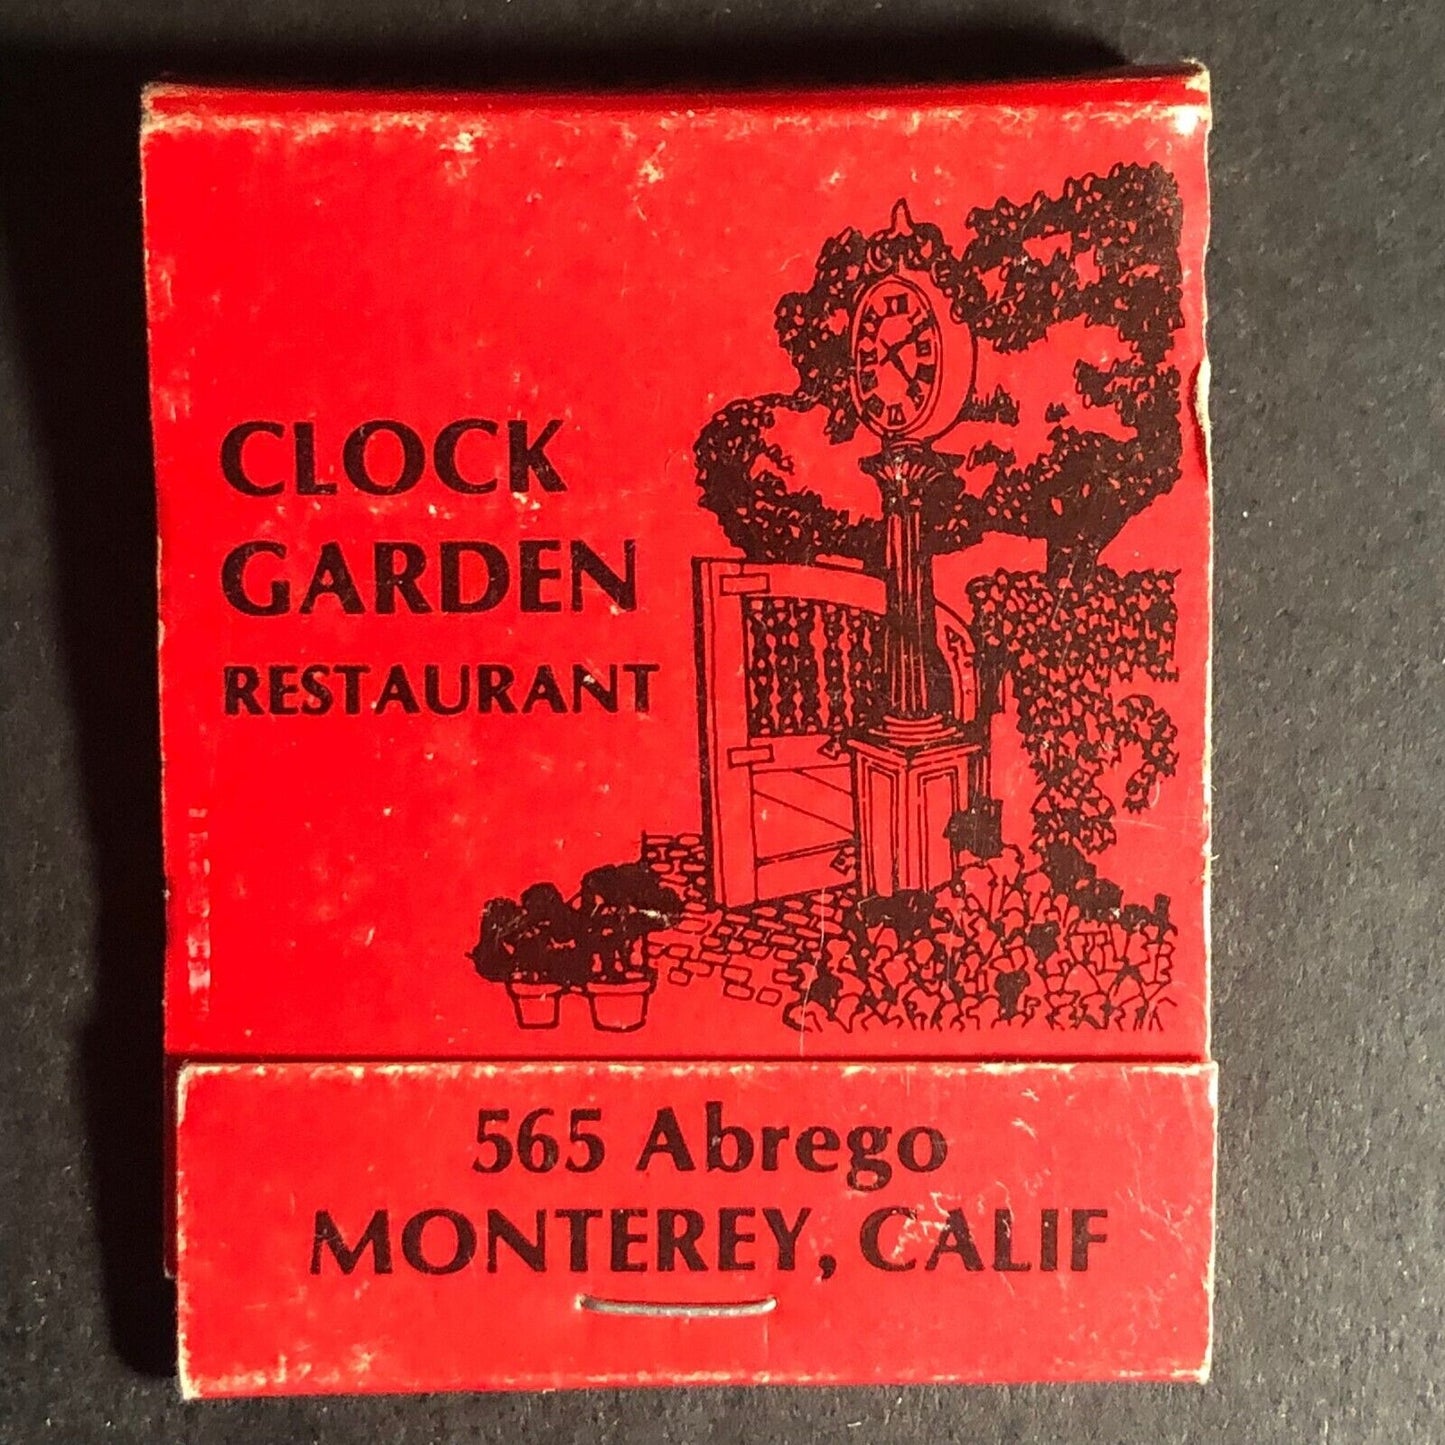 CLOCK
GARDEN
RESTAURANT
565 Abrego
MONTEREY, CALIF